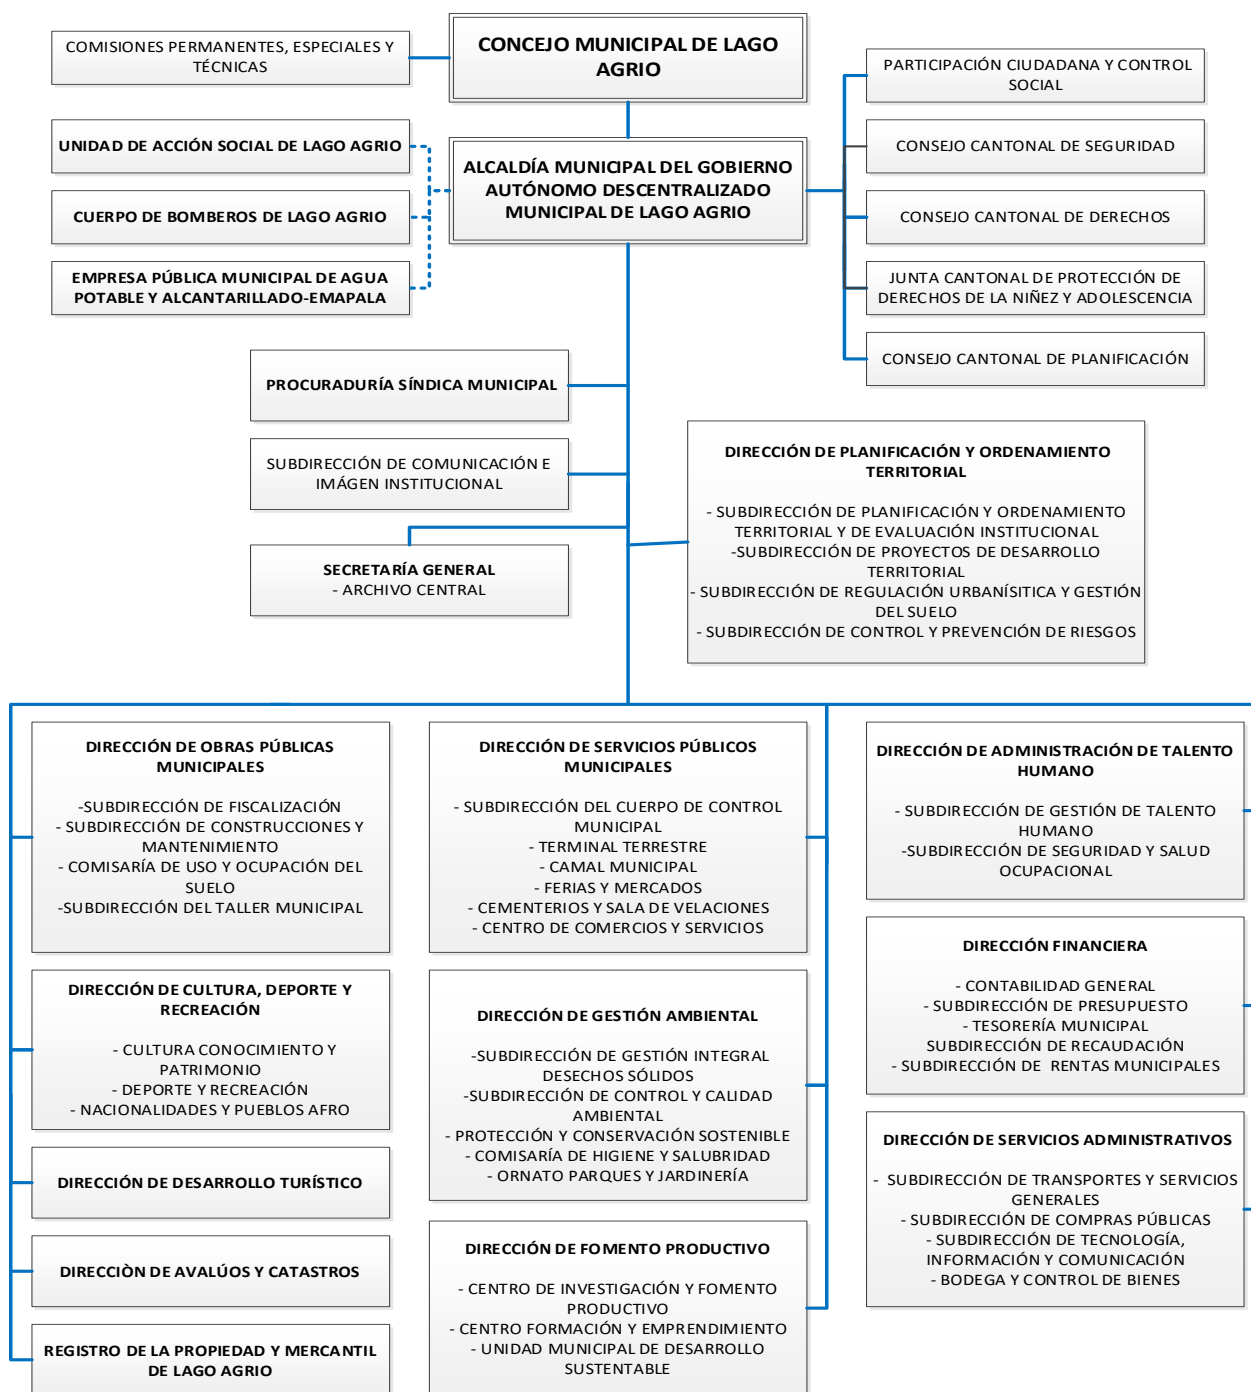 CONCEJO MUNICIPAL DE LAGO
AGRIO
COMISIONES PERMANENTES, ESPECIALES Y
TÉCNICAS
PARTICIPACIÓN CIUDADANA Y CONTROL
SOCIAL
UNIDAD DE ACCIÓN SOCIAL DE LAGO AGRIO
CUERPO DE BOMBEROS DE LAGO AGRIO
EMPRESA PÚBLICA MUNICIPAL DE AGUA
POTABLE Y ALCANTARILLADO-EMAPALA
ALCALDÍA MUNICIPAL DEL GOBIERNO
AUTÓNOMO DESCENTRALIZADO
MUNICIPAL DE LAGO AGRIO
CONSEJO CANTONAL DE SEGURIDAD
CONSEJO CANTONAL DE DERECHOS
JUNTA CANTONAL DE PROTECCIÓN DE
DERECHOS DE LA NIÑEZ Y ADOLESCENCIA
CONSEJO CANTONAL DE PLANIFICACIÓN
PROCURADURÍA SÍNDICA MUNICIPAL
SUBDIRECCIÓN DE COMUNICACIÓN E
IMÁGEN INSTITUCIONAL
SECRETARÍA GENERAL
- ARCHIVO CENTRAL
DIRECCIÓN DE PLANIFICACIÓN Y ORDENAMIENTO
TERRITORIAL
- SUBDIRECCIÓN DE PLANIFICACIÓN Y ORDENAMIENTO
TERRITORIAL Y DE EVALUACIÓN INSTITUCIONAL
-SUBDIRECCIÓN DE PROYECTOS DE DESARROLLO
TERRITORIAL
- SUBDIRECCIÓN DE REGULACIÓN URBANÍSITICA Y GESTIÓN
DEL SUELO
- SUBDIRECCIÓN DE CONTROL Y PREVENCIÓN DE RIESGOS
DIRECCIÓN DE OBRAS PÚBLICAS
MUNICIPALES
-SUBDIRECCIÓN DE FISCALIZACIÓN
- SUBDIRECCIÓN DE CONSTRUCCIONES Y
MANTENIMIENTO
- COMISARÍA DE USO Y OCUPACIÓN DEL
SUELO
-SUBDIRECCIÓN DEL TALLER MUNICIPAL
DIRECCIÓN DE CULTURA, DEPORTE Y
RECREACIÓN
- CULTURA CONOCIMIENTO Y
PATRIMONIO
- DEPORTE Y RECREACIÓN
- NACIONALIDADES Y PUEBLOS AFRO
DIRECCIÓN DE DESARROLLO TURÍSTICO
DIRECCIÒN DE AVALÚOS Y CATASTROS
REGISTRO DE LA PROPIEDAD Y MERCANTIL
DE LAGO AGRIO
DIRECCIÓN DE SERVICIOS PÚBLICOS
MUNICIPALES
- SUBDIRECCIÓN DEL CUERPO DE CONTROL
MUNICIPAL
- TERMINAL TERRESTRE
- CAMAL MUNICIPAL
- FERIAS Y MERCADOS
- CEMENTERIOS Y SALA DE VELACIONES
- CENTRO DE COMERCIOS Y SERVICIOS
DIRECCIÓN DE GESTIÓN AMBIENTAL
-SUBDIRECCIÓN DE GESTIÓN INTEGRAL
DESECHOS SÓLIDOS
-SUBDIRECCIÓN DE CONTROL Y CALIDAD
AMBIENTAL
- PROTECCIÓN Y CONSERVACIÓN SOSTENIBLE
- COMISARÍA DE HIGIENE Y SALUBRIDAD
- ORNATO PARQUES Y JARDINERÍA
DIRECCIÓN DE FOMENTO PRODUCTIVO
- CENTRO DE INVESTIGACIÓN Y FOMENTO
PRODUCTIVO
- CENTRO FORMACIÓN Y EMPRENDIMIENTO
- UNIDAD MUNICIPAL DE DESARROLLO
SUSTENTABLE
DIRECCIÓN DE ADMINISTRACIÓN DE TALENTO
HUMANO
- SUBDIRECCIÓN DE GESTIÓN DE TALENTO
HUMANO
-SUBDIRECCIÓN DE SEGURIDAD Y SALUD
OCUPACIONAL
DIRECCIÓN FINANCIERA
- CONTABILIDAD GENERAL
- SUBDIRECCIÓN DE PRESUPUESTO
- TESORERÍA MUNICIPAL
SUBDIRECCIÓN DE RECAUDACIÓN
- SUBDIRECCIÓN DE RENTAS MUNICIPALES
DIRECCIÓN DE SERVICIOS ADMINISTRATIVOS
- SUBDIRECCIÓN DE TRANSPORTES Y SERVICIOS
GENERALES
- SUBDIRECCIÓN DE COMPRAS PÚBLICAS
- SUBDIRECCIÓN DE TECNOLOGÍA,
INFORMACIÓN Y COMUNICACIÓN
- BODEGA Y CONTROL DE BIENES